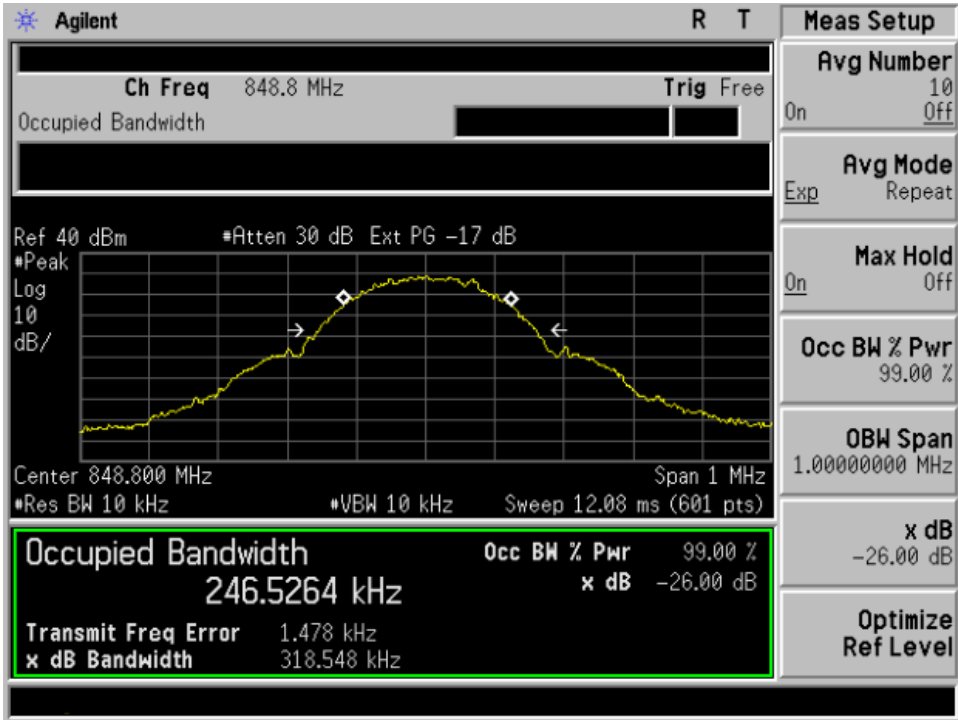 Agilent R T Meas Setup
Ch Freq 848.8 MHz Trig Free
Occupied Bandwidth
Ref 40 dBm #Atten 30 dB Ext PG -17 dB
#Peak
Log
10
dB/
Center 848.800 MHz Span 1 MHz
#Res BW 10 kHz #VBW 10 kHz Sweep 12.08 ms (601 pts)
Occupied Bandwidth
246.5264 kHz
Occ BW % Pwr 99.00 %
x dB -26.00 dB
Transmit Freq Error 1.478 kHz
x dB Bandwidth 318.548 kHz
Avg Number
10
On Off
Avg Mode
Exp Repeat
Max Hold
On Off
Occ BW % Pwr
99.00 %
OBW Span
1.00000000 MHz
x dB
-26.00 dB
Optimize
Ref Level